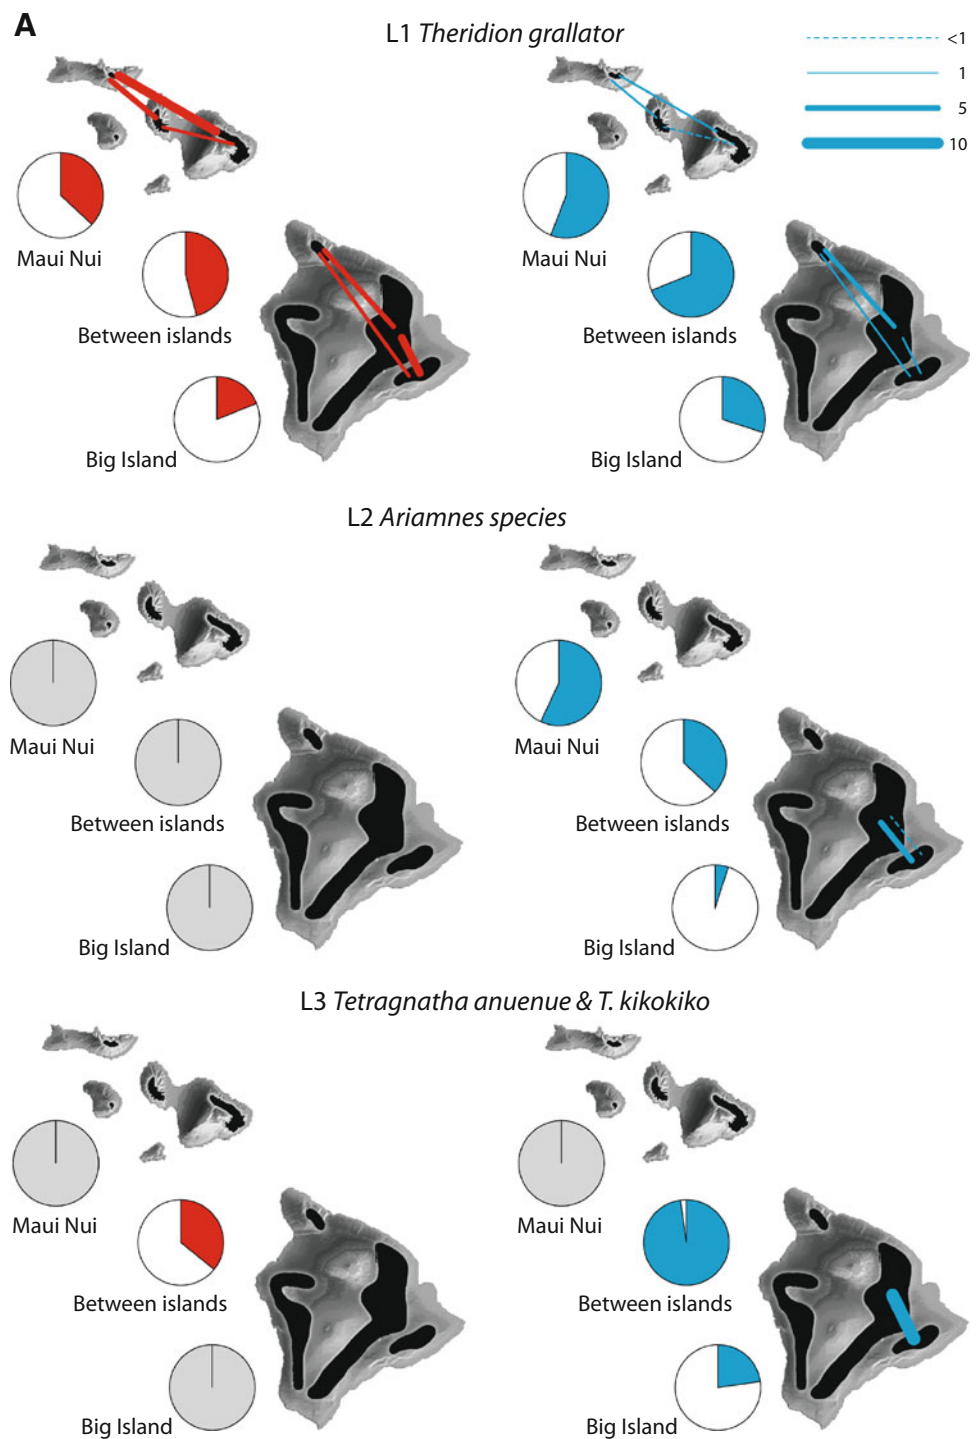 A
L1 Theridion grallator
<1
1
5
10
Maui Nui
Maui Nui
Between islands
Between islands
Big Island
Big Island
L2 Ariamnes species
Maui Nui
Maui Nui
Between islands
Between islands
Big Island
Big Island
L3 Tetragnatha anuenue & T. kikokiko
Maui Nui
Maui Nui
Between islands
Between islands
Big Island
Big Island